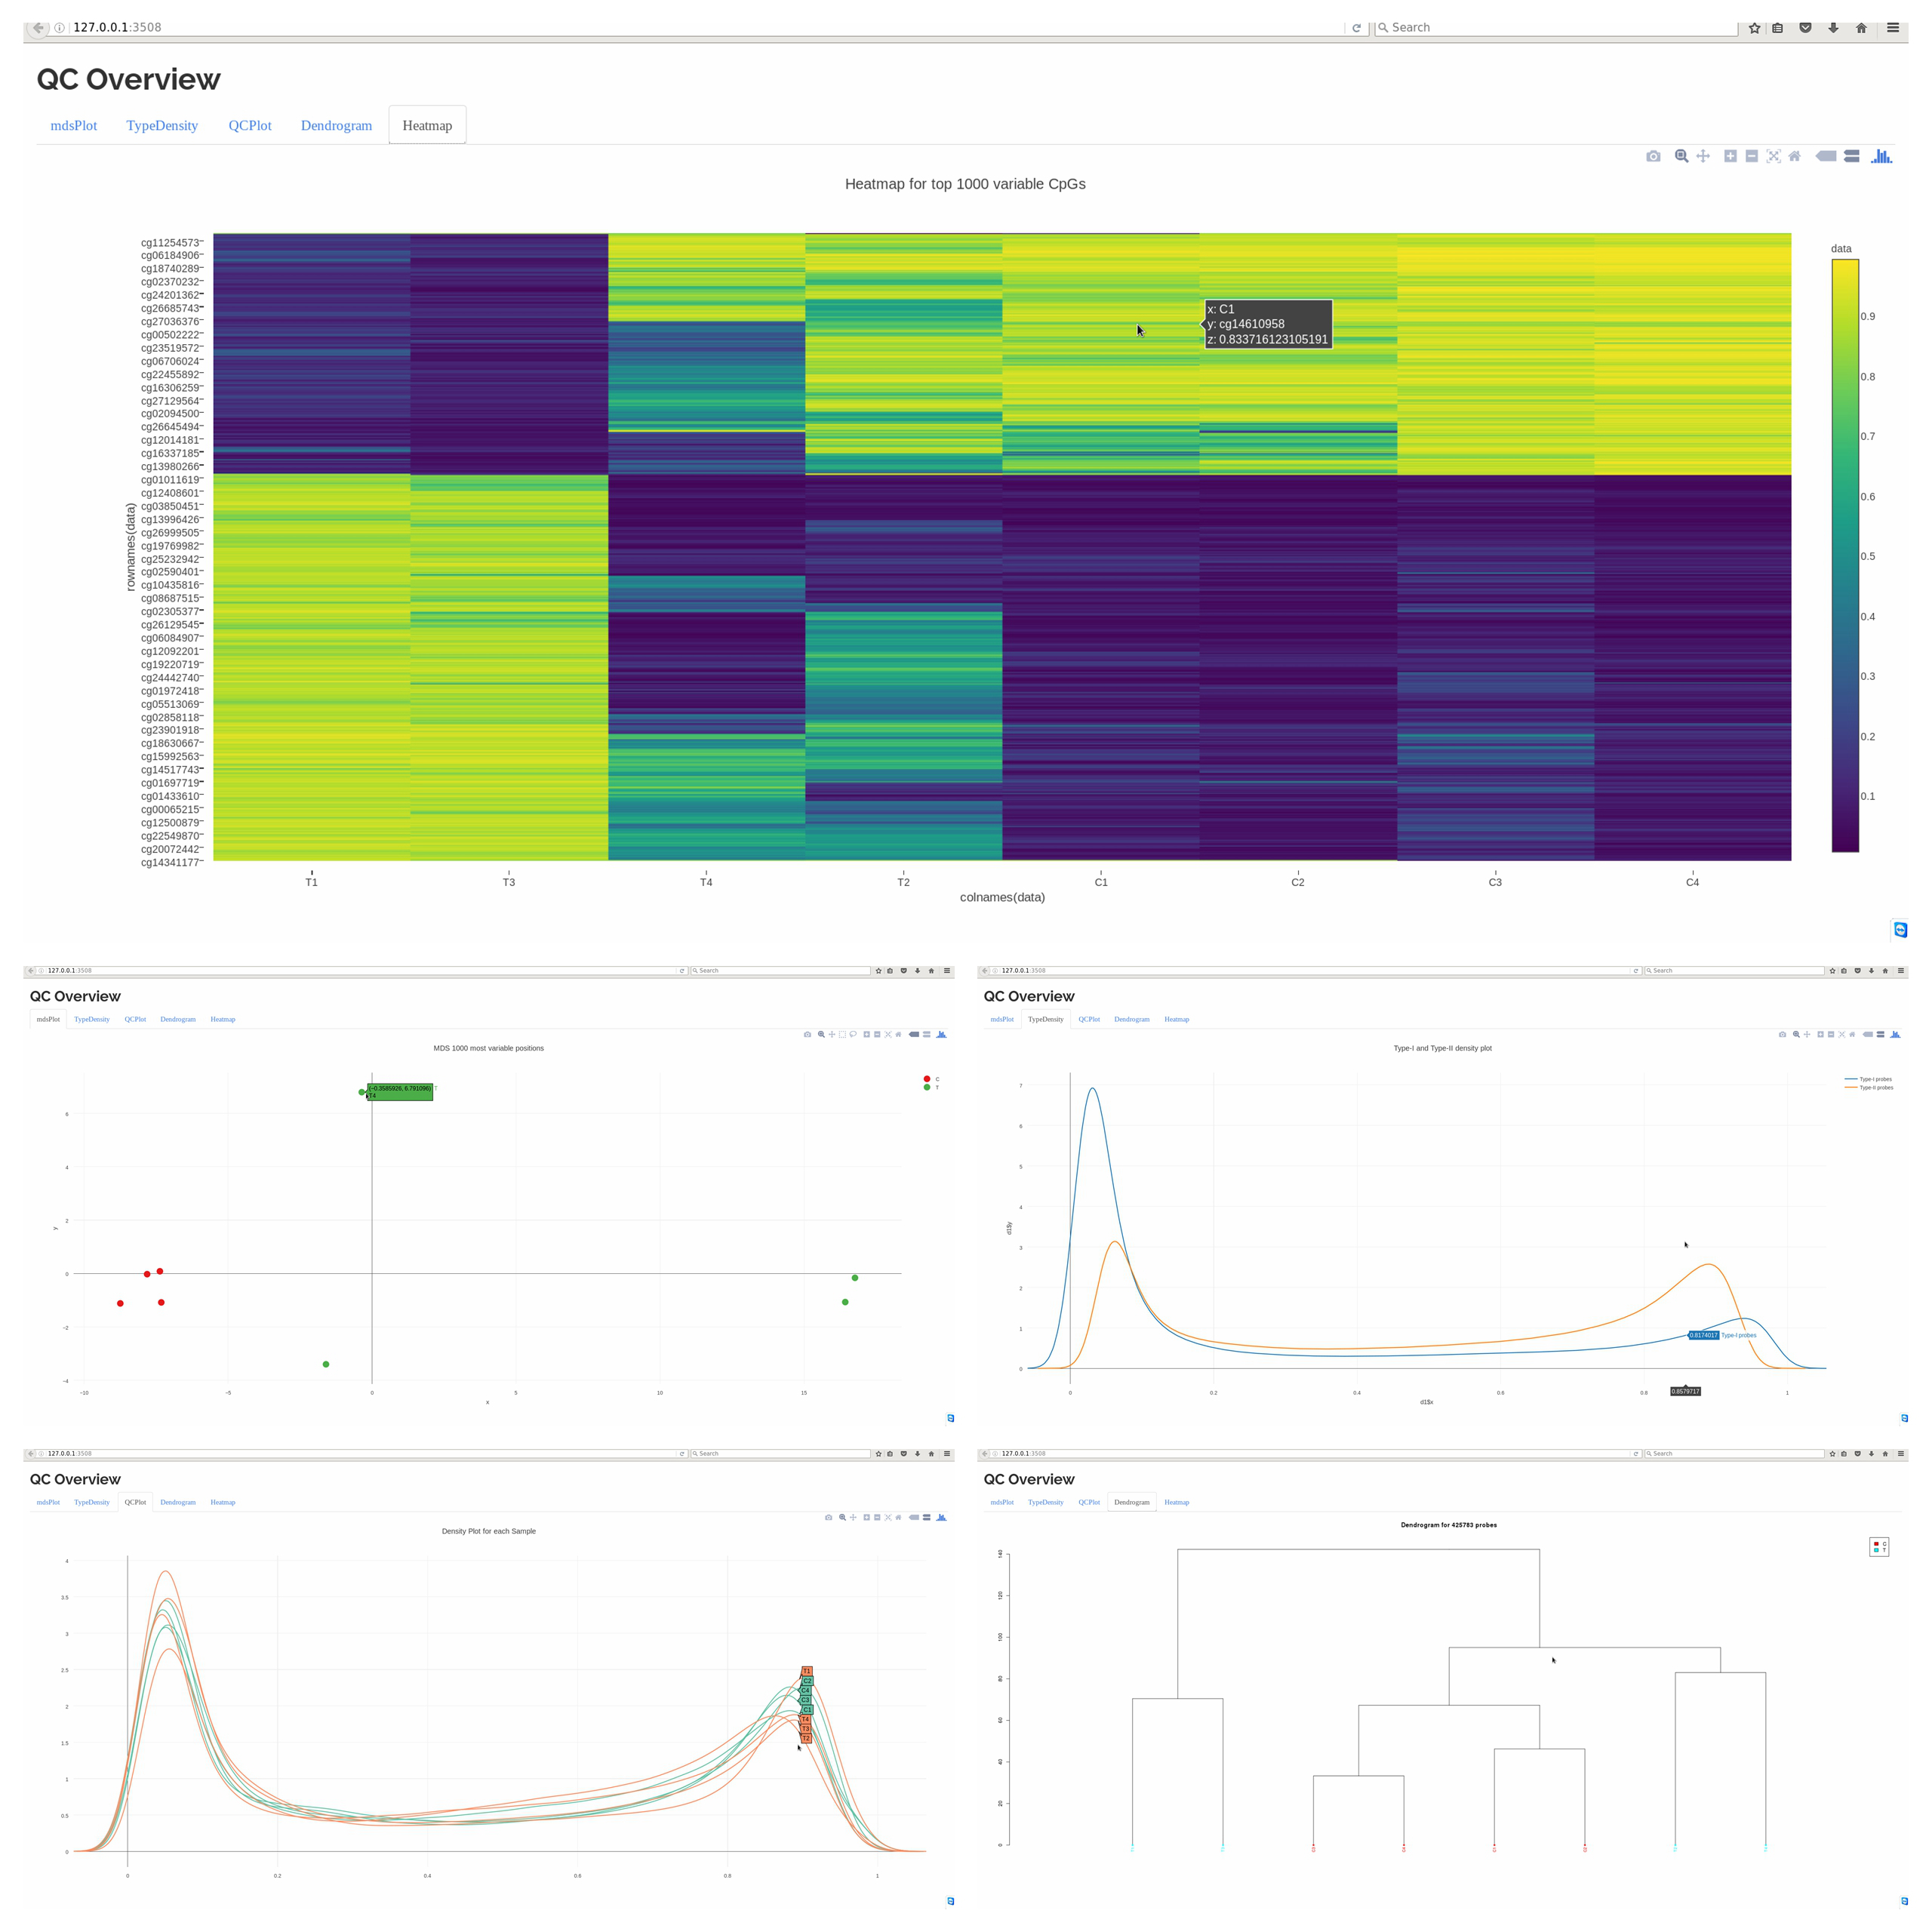 127.0.0.1:3508
Search
QC Overview
mdsPlot TypeDensity QCPlot Dendrogram Heatmap
Heatmap for top 1000 variable CpGs
data
cg11254573
cg06184906
cg18740289
cg02370232
cg24201362
cg26685743
cg27036376
cg00502222
cg23519572
cg06706024
cg22455892
cg16306259
cg27129564
cg02094500
cg26645494
cg12014181
cg16337185
cg13980266
cg01011619
cg12408601
cg03850451
cg13996426
cg26999505
cg19769982
cg25232942
cg02590401
cg10435816
cg08687515
cg02305377
cg26129545
cg06084907
cg12092201
cg19220719
cg24442740
cg01972418
cg05513069
cg02858118
cg23901918
cg18630667
cg15992563
cg14517743
cg01697719
cg01433610
cg00065215
cg12500879
cg22549870
cg20072442
cg14341177
rownames(data)
x: C1
y: cg14610958
z: 0.833716123105191
0.9
0.8
0.7
0.6
0.5
0.4
0.3
0.2
0.1
T1 T3 T4 T2 C1 C2 C3 C4
colnames(data)
127.0.0.1:3508
Search
QC Overview
mdsPlot TypeDensity QCPlot Dendrogram Heatmap
MDS 1000 most variable positions
(−0.3585926, 6.791096) T
T4
C
T
6
4
2
0
−2
−4
y
−10 −5 0 5 10 15
x
127.0.0.1:3508
Search
QC Overview
mdsPlot TypeDensity QCPlot Dendrogram Heatmap
Type-I and Type-II density plot
Type-I probes
Type-II probes
7
6
5
4
3
2
1
0
d1$y
0.8174017 Type-I probes
0 0.2 0.4 0.6 0.8 0.8579717 1
d1$x
127.0.0.1:3508
Search
QC Overview
mdsPlot TypeDensity QCPlot Dendrogram Heatmap
Density Plot for each Sample
4
3.5
3
2.5
2
1.5
1
0.5
0
T1
C2
C4
C3
C1
T4
T3
T2
0 0.2 0.4 0.6 0.8 1
127.0.0.1:3508
Search
QC Overview
mdsPlot TypeDensity QCPlot Dendrogram Heatmap
Dendrogram for 425783 probes
C
T
140
120
100
80
60
40
20
0